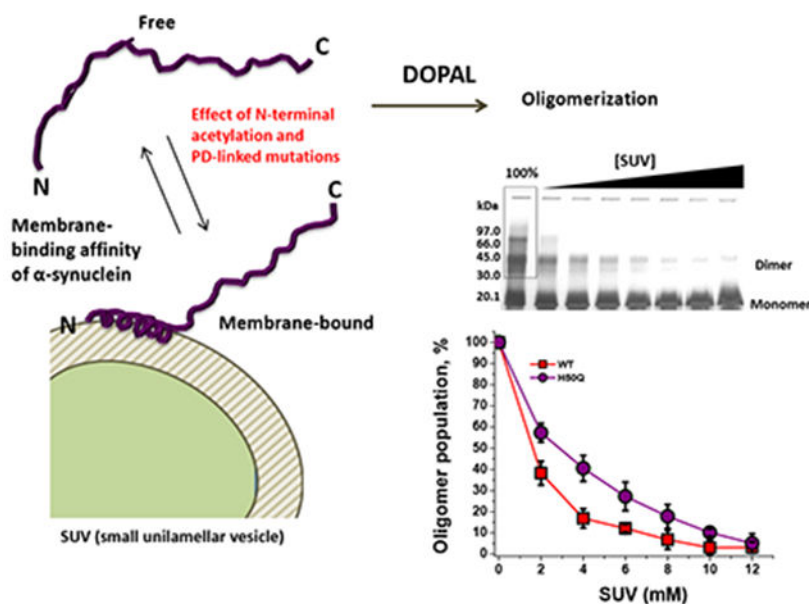 Free
C
DOPAL
Oligomerization
Effect of N-terminal
acetylation and
PD-linked mutations
N
Membrane-
binding affinity
of α-synuclein
C
N
Membrane-bound
SUV (small unilamellar vesicle)
100%
[SUV]
kDa
97.0
66.0
45.0
30.0
20.1
Dimer
Monomer
Oligomer population, %
100
90
80
70
60
50
40
30
20
10
0
WT
H50Q
0 2 4 6 8 10 12
SUV (mM)